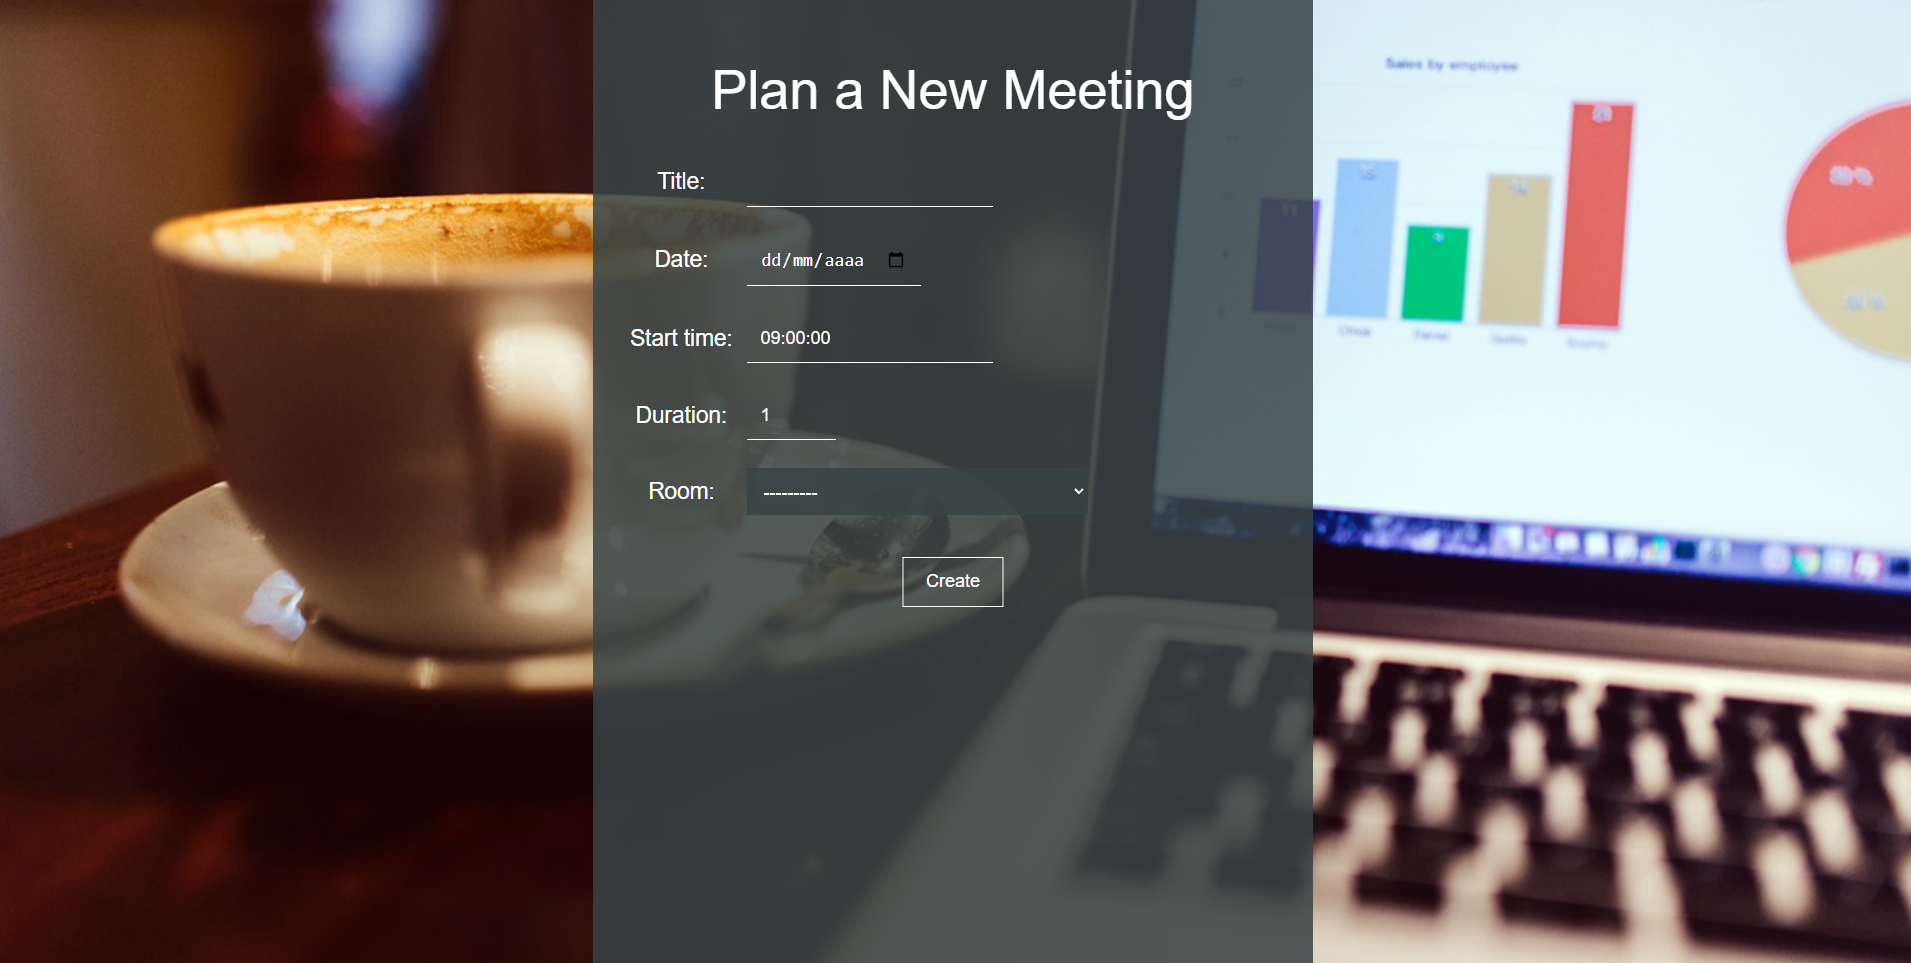 Plan a New Meeting
Sales by employee
Title:
Date: dd/mm/aaaa
Start time: 09:00:00
Duration: 1
Room: ---------
Create